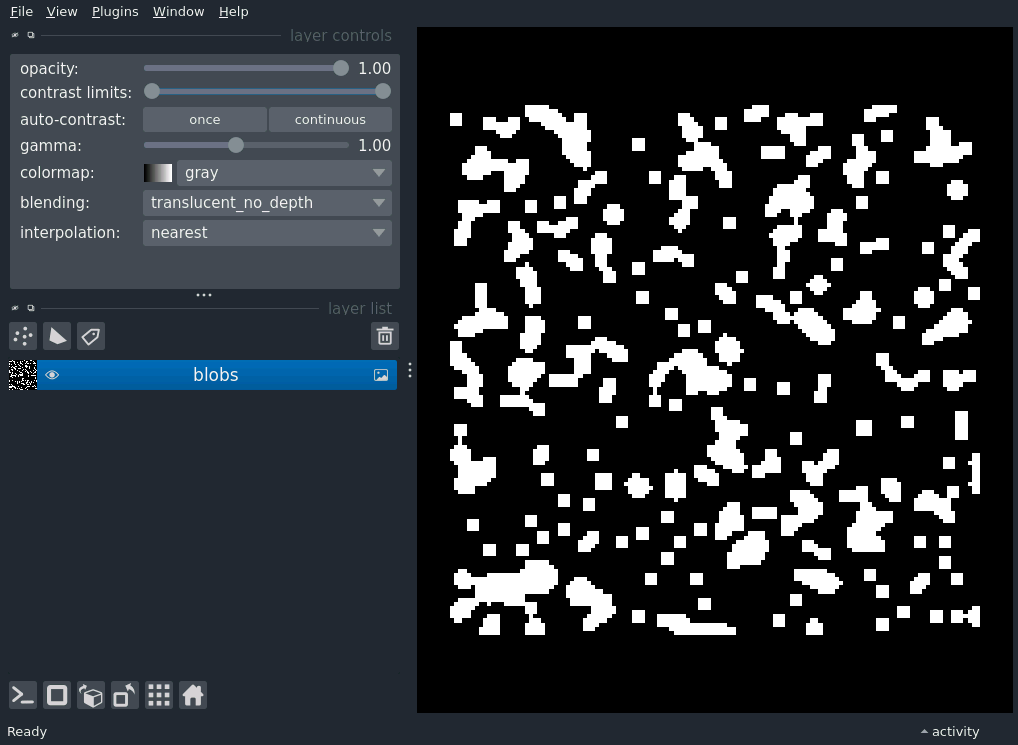 File View Plugins Window Help
layer controls
opacity: 1.00
contrast limits:
auto-contrast: once continuous
gamma: 1.00
colormap: gray
blending: translucent_no_depth
interpolation: nearest
layer list
blobs
Ready activity